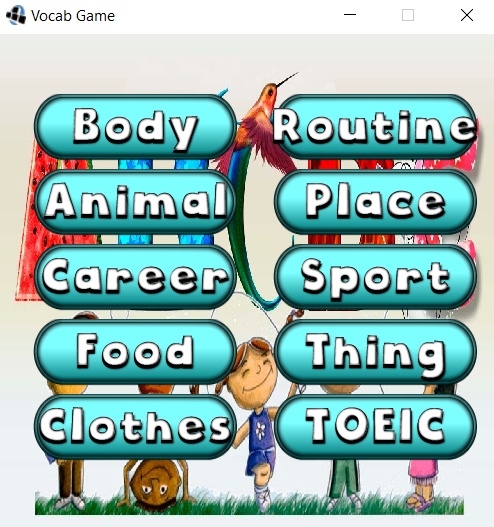 Vocab Game
Body
Routine
Animal
Place
Career
Sport
Food
Thing
Clothes
TOEIC